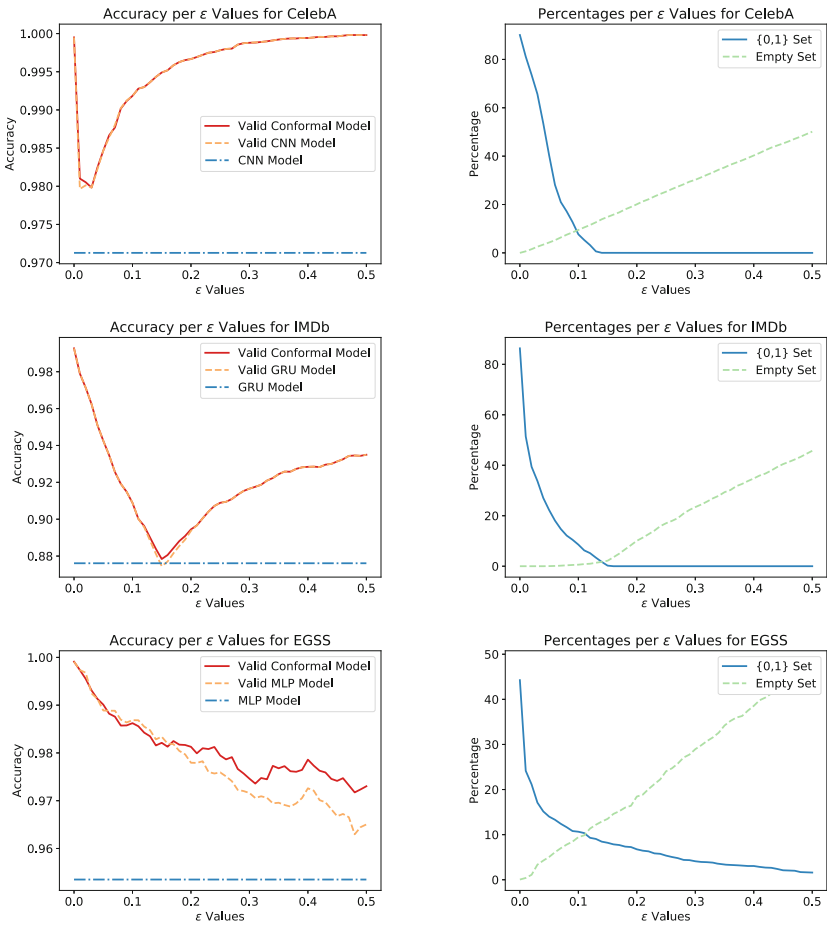 Accuracy per ε Values for CelebA
1.000
0.995
0.990
0.985
0.980
0.975
0.970
Accuracy
Valid Conformal Model
Valid CNN Model
CNN Model
0.0 0.1 0.2 0.3 0.4 0.5
ε Values
Percentages per ε Values for CelebA
80
60
40
20
0
Percentage
{0,1} Set
Empty Set
0.0 0.1 0.2 0.3 0.4 0.5
ε Values
Accuracy per ε Values for IMDb
0.98
0.96
0.94
0.92
0.90
0.88
Accuracy
Valid Conformal Model
Valid GRU Model
GRU Model
0.0 0.1 0.2 0.3 0.4 0.5
ε Values
Percentages per ε Values for IMDb
80
60
40
20
0
Percentage
{0,1} Set
Empty Set
0.0 0.1 0.2 0.3 0.4 0.5
ε Values
Accuracy per ε Values for EGSS
1.00
0.99
0.98
0.97
0.96
Accuracy
Valid Conformal Model
Valid MLP Model
MLP Model
0.0 0.1 0.2 0.3 0.4 0.5
ε Values
Percentages per ε Values for EGSS
50
40
30
20
10
0
Percentage
{0,1} Set
Empty Set
0.0 0.1 0.2 0.3 0.4 0.5
ε Values